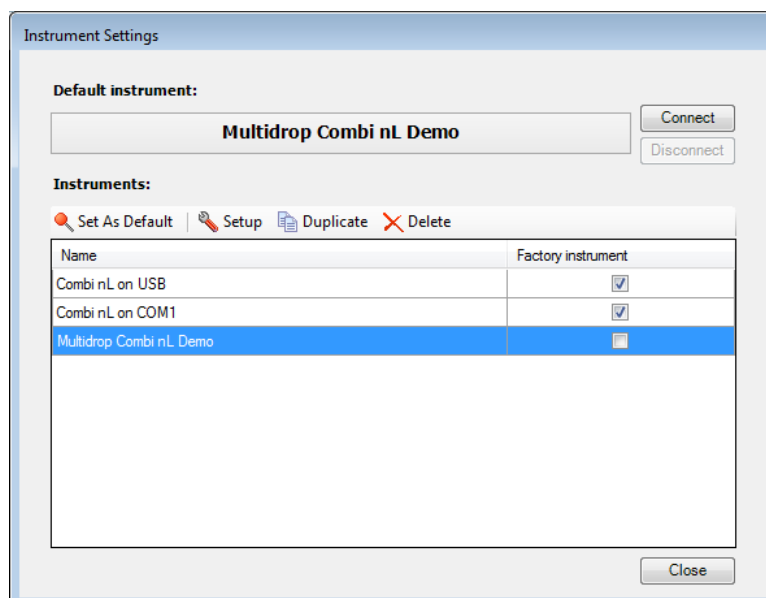 Instrument Settings
Default instrument:
Multidrop Combi nL Demo
Connect
Disconnect
Instruments:
Set As Default Setup Duplicate Delete
Name Factory instrument
Combi nL on USB
Combi nL on COM1
Multidrop Combi nL Demo
Close